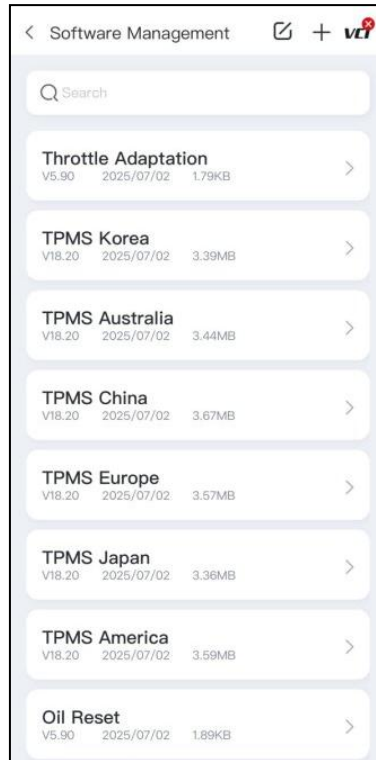 Software Management
VCI
Search
Throttle Adaptation
V5.90 2025/07/02 1.79KB
TPMS Korea
V18.20 2025/07/02 3.39MB
TPMS Australia
V18.20 2025/07/02 3.44MB
TPMS China
V18.20 2025/07/02 3.67MB
TPMS Europe
V18.20 2025/07/02 3.57MB
TPMS Japan
V18.20 2025/07/02 3.36MB
TPMS America
V18.20 2025/07/02 3.59MB
Oil Reset
V5.90 2025/07/02 1.89KB